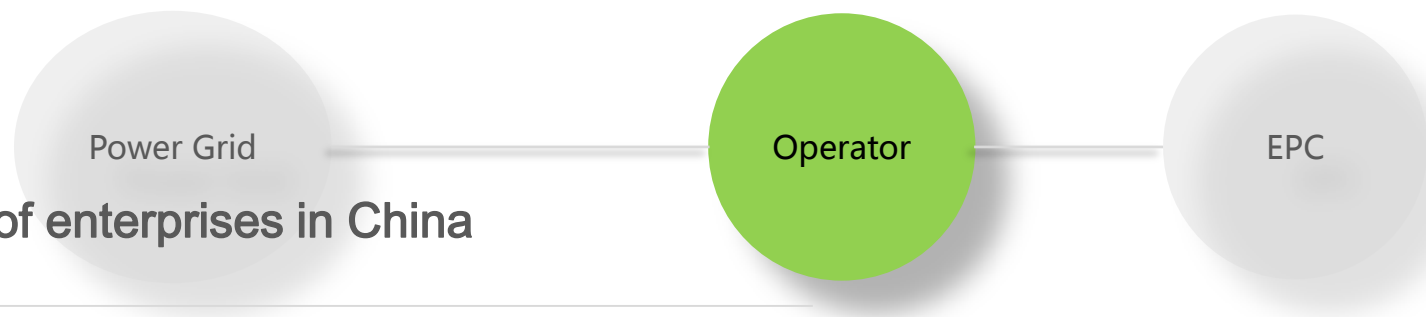 Power Grid
Operator
EPC
of enterprises in China